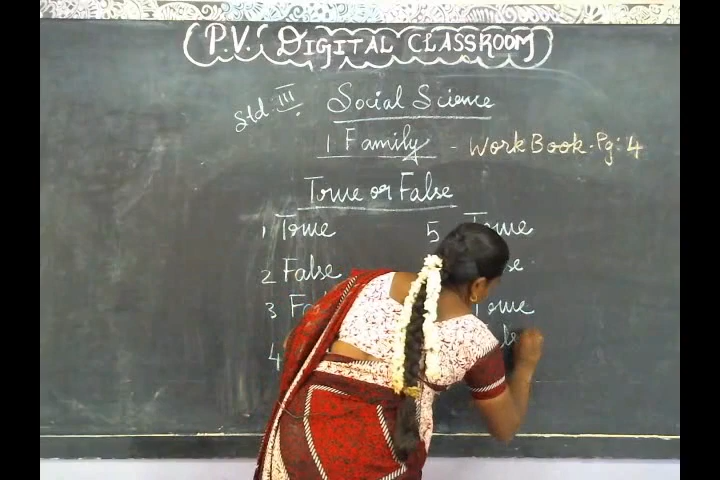 P.V. DIGITAL CLASSROOM
Std. III. Social Science
1 Family - Work Book. Pg: 4
True or False
1 True 5 True
2 False
3 True
4